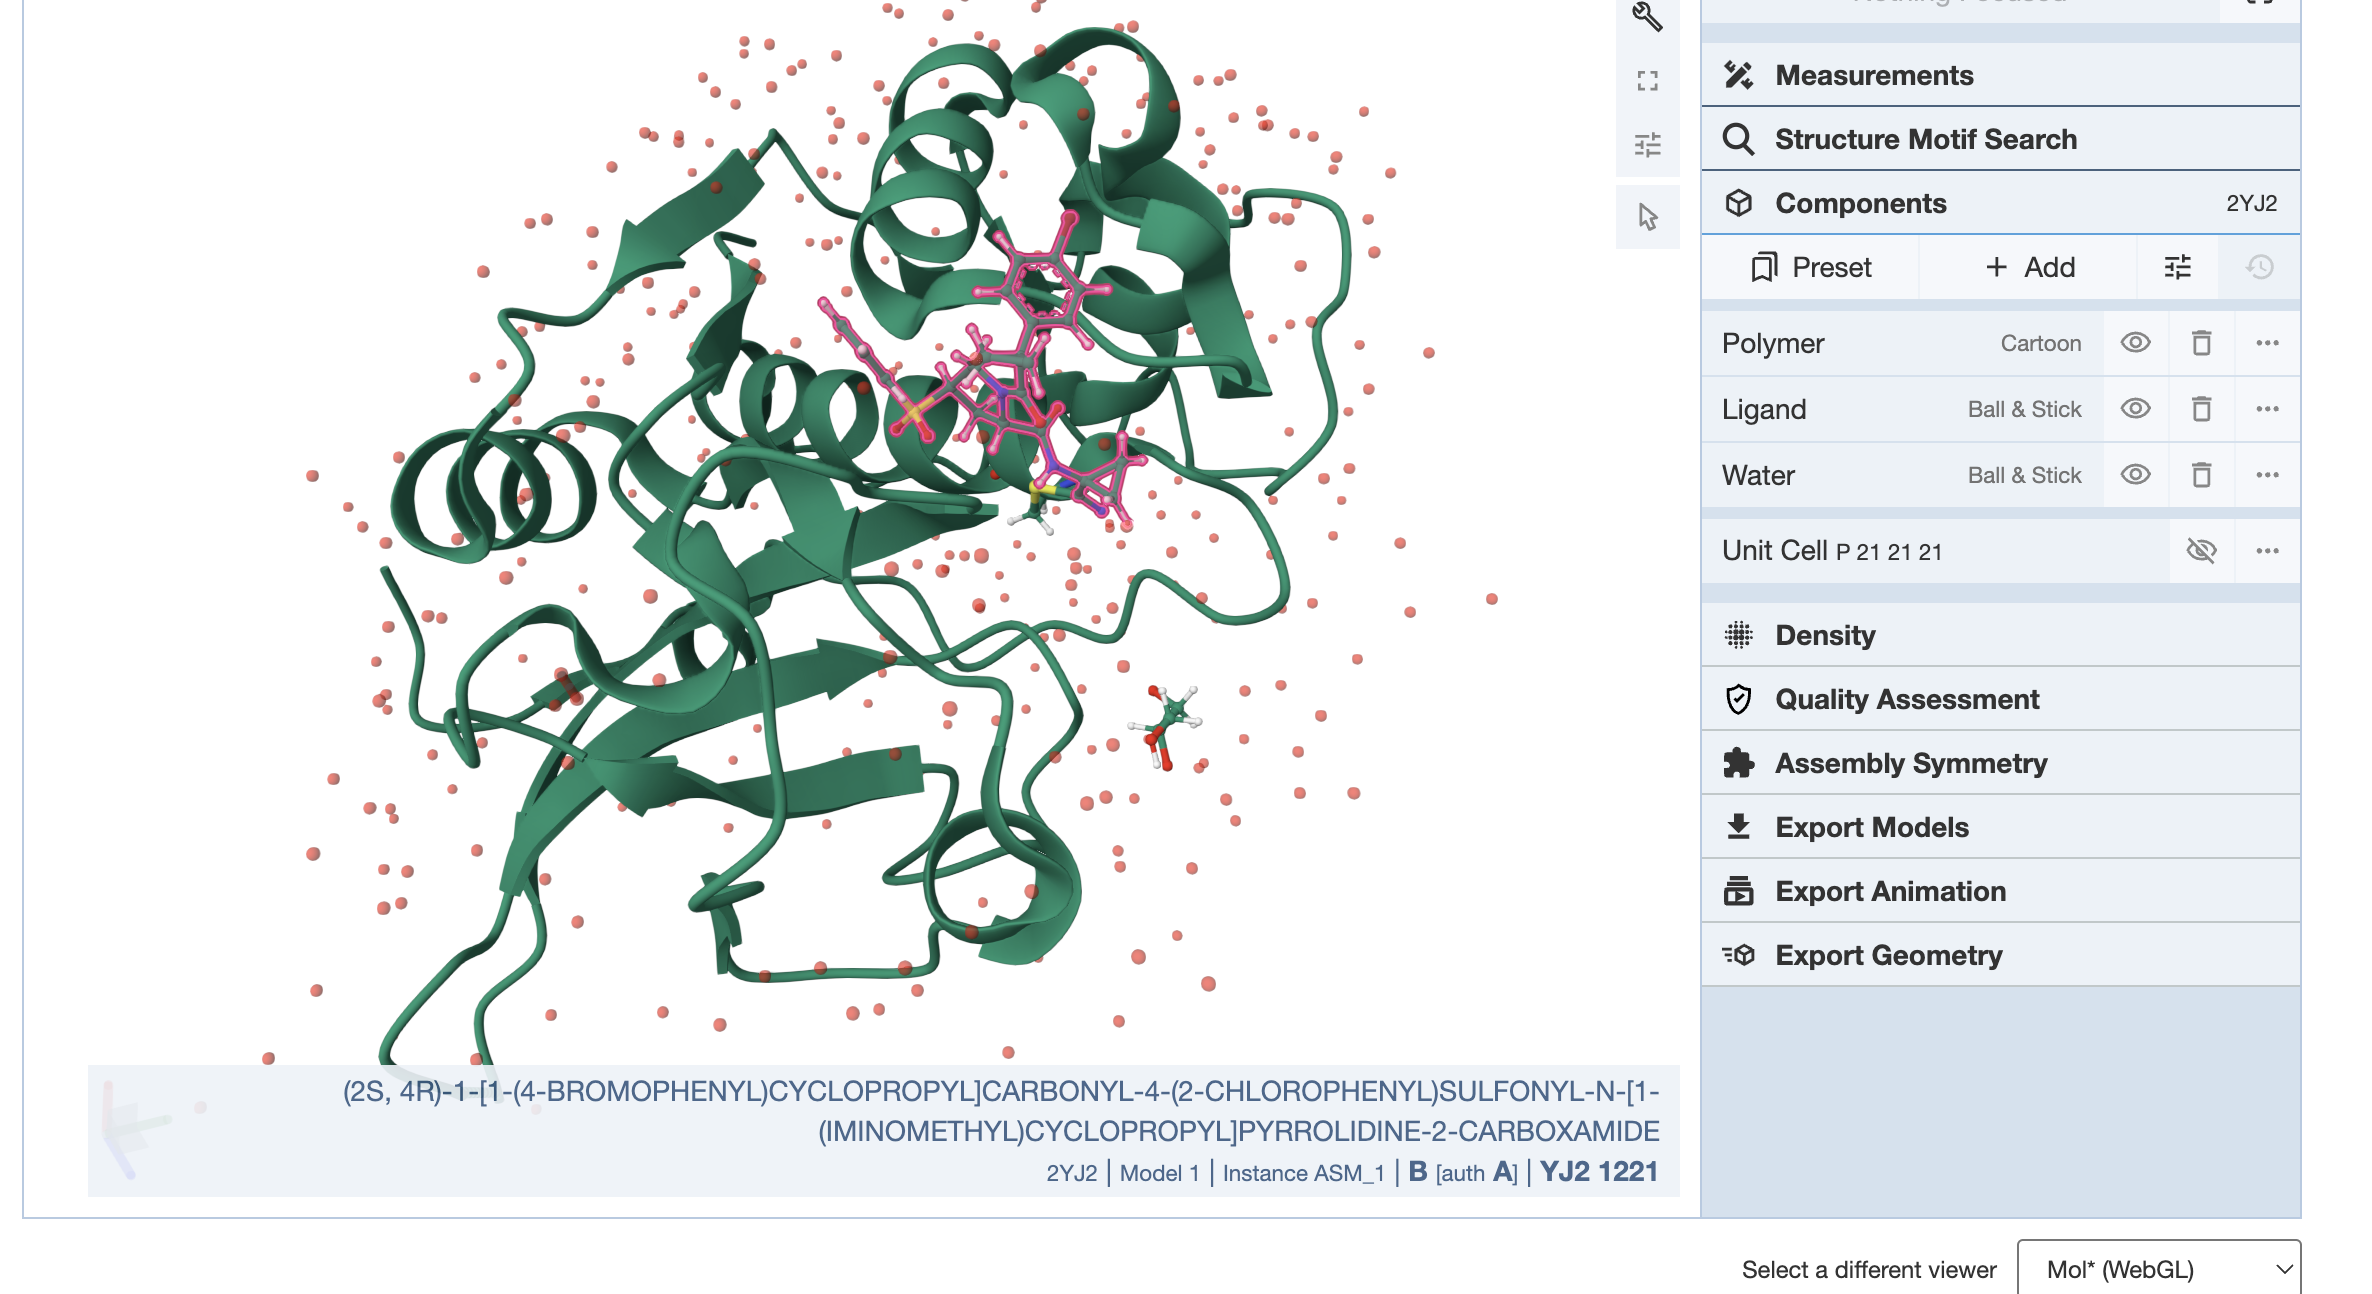 Nothing Focused
Measurements
Structure Motif Search
Components 2YJ2
Preset + Add
Polymer Cartoon
Ligand Ball & Stick
Water Ball & Stick
Unit Cell P 21 21 21
Density
Quality Assessment
Assembly Symmetry
Export Models
Export Animation
Export Geometry
(2S, 4R)-1-[1-(4-BROMOPHENYL)CYCLOPROPYL]CARBONYL-4-(2-CHLOROPHENYL)SULFONYL-N-[1-
(IMINOMETHYL)CYCLOPROPYL]PYRROLIDINE-2-CARBOXAMIDE
2YJ2 | Model 1 | Instance ASM_1 | B [auth A] | YJ2 1221
Select a different viewer Mol* (WebGL)